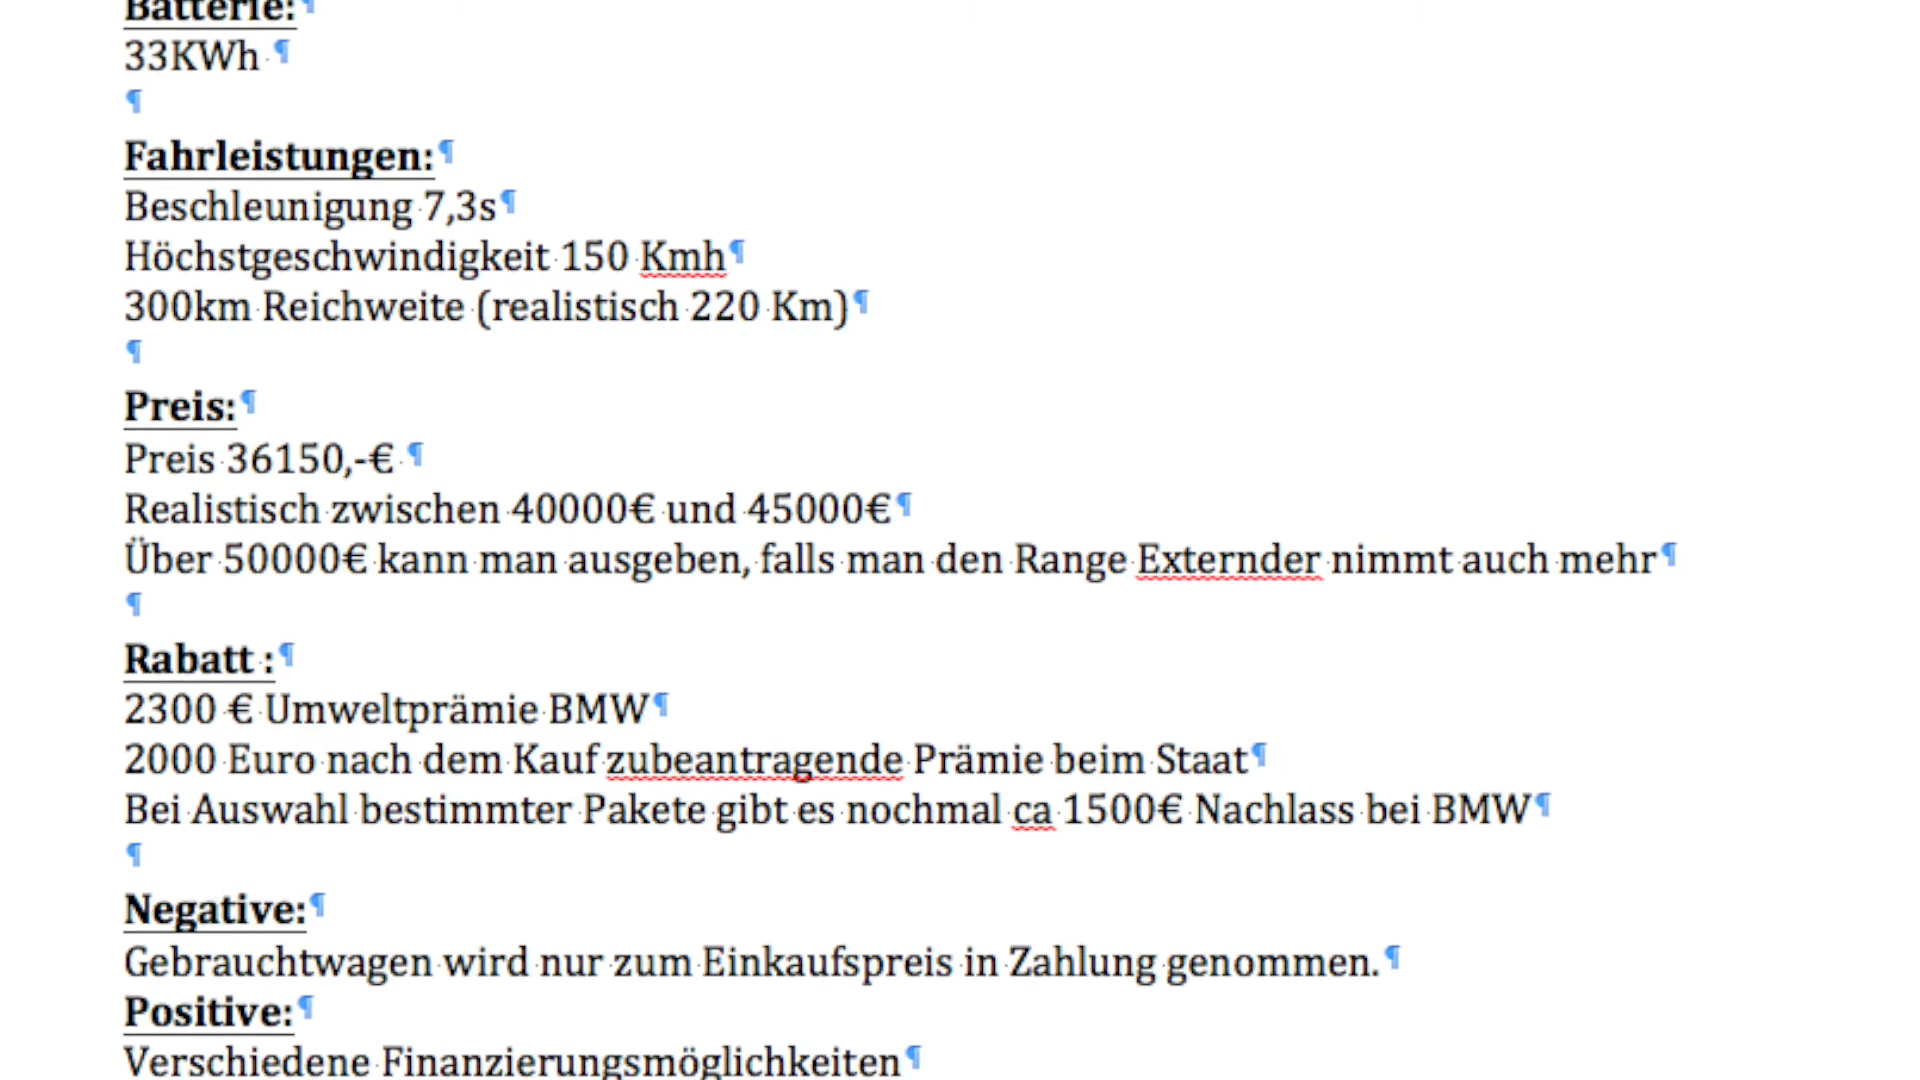 Batterie:¶
33KWh ¶
¶
Fahrleistungen:¶
Beschleunigung 7,3s¶
Höchstgeschwindigkeit 150 Kmh¶
300km Reichweite (realistisch 220 Km)¶
¶
Preis:¶
Preis 36150,-€ ¶
Realistisch zwischen 40000€ und 45000€¶
Über 50000€ kann man ausgeben, falls man den Range Externder nimmt auch mehr¶
¶
Rabatt :¶
2300 € Umweltprämie BMW¶
2000 Euro nach dem Kauf zubeantragende Prämie beim Staat¶
Bei Auswahl bestimmter Pakete gibt es nochmal ca 1500€ Nachlass bei BMW¶
¶
Negative:¶
Gebrauchtwagen wird nur zum Einkaufspreis in Zahlung genommen.¶
Positive:¶
Verschiedene Finanzierungsmöglichkeiten¶